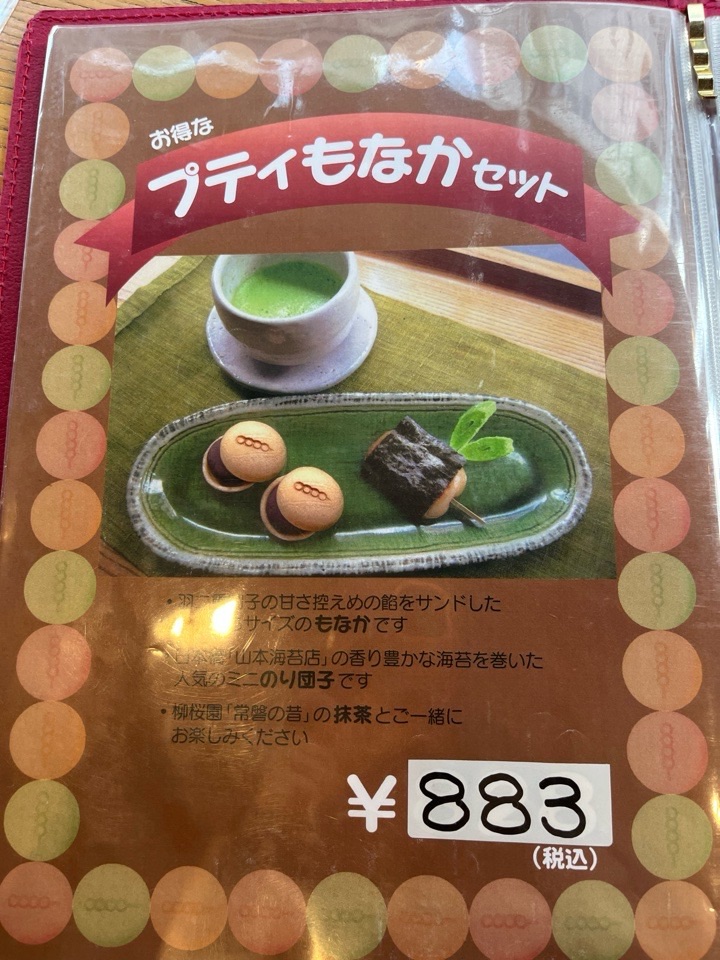 お得な
プティもなかセット
・羽二 団子の甘さ控えめの餡をサンドした
サイズのもなかです
「山本海苔店」の香り豊かな海苔を巻いた
人気のミニのり団子です
・柳桜園「常磐の昔」の抹茶とご一緒に
お楽しみください
¥883
(税込)